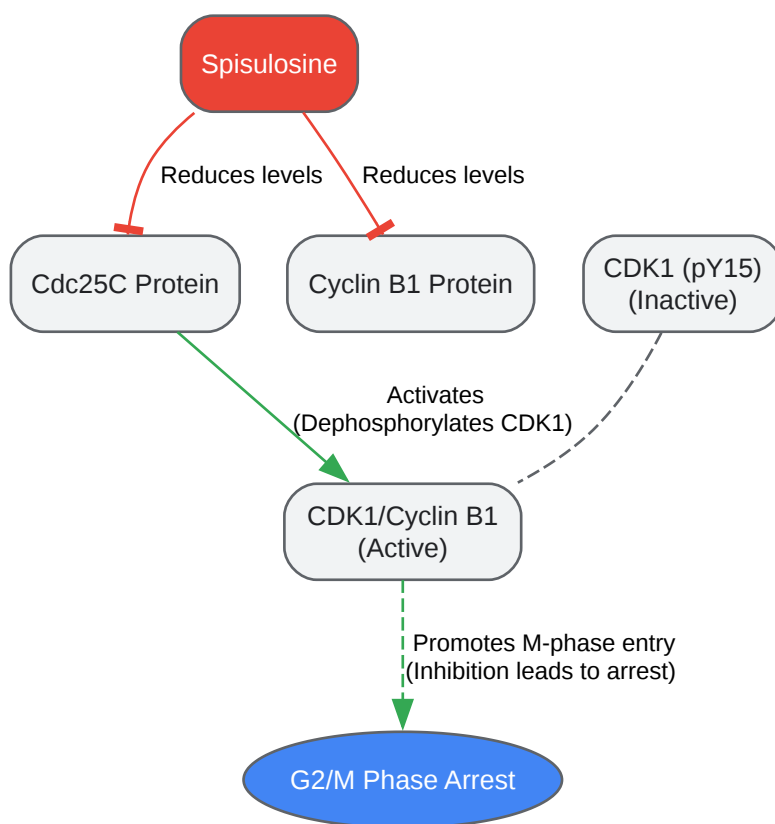 Spisulosine
Reduces levels
Reduces levels
Cdc25C Protein
Cyclin B1 Protein
CDK1 (pY15)
(Inactive)
Activates
(Dephosphorylates CDK1)
CDK1/Cyclin B1
(Active)
Promotes M-phase entry
(Inhibition leads to arrest)
G2/M Phase Arrest